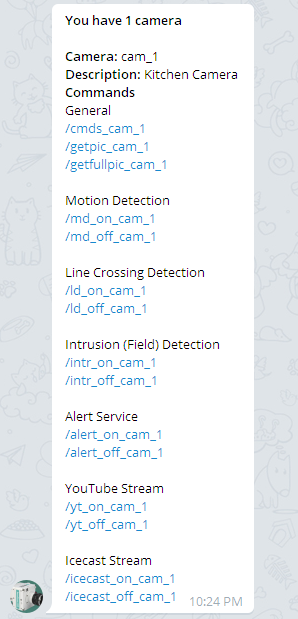 You have 1 camera
Camera: cam_1
Description: Kitchen Camera
Commands
General
/cmds_cam_1
/getpic_cam_1
/getfullpic_cam_1
Motion Detection
/md_on_cam_1
/md_off_cam_1
Line Crossing Detection
/ld_on_cam_1
/ld_off_cam_1
Intrusion (Field) Detection
/intr_on_cam_1
/intr_off_cam_1
Alert Service
/alert_on_cam_1
/alert_off_cam_1
YouTube Stream
/yt_on_cam_1
/yt_off_cam_1
Icecast Stream
/icecast_on_cam_1
/icecast_off_cam_1
10:24 PM